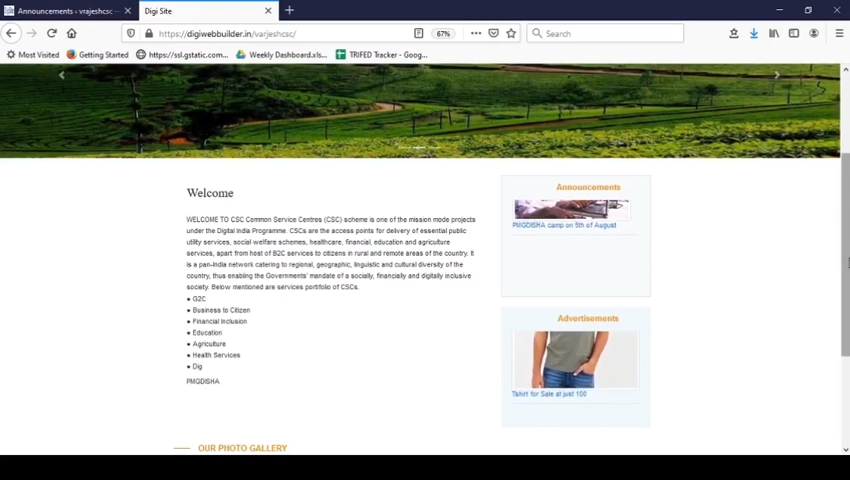 Announcements ‹ vrajeshcsc
Digi Site
https://digiwebbuilder.in/varjeshcsc/
67%
Search
Most Visited
Getting Started
https://ssl.gstatic.com...
Weekly Dashboard.xls...
TRIFED Tracker - Goog...
Welcome
WELCOME TO CSC Common Service Centres (CSC) scheme is one of the mission mode projects
under the Digital India Programme. CSCs are the access points for delivery of essential public
utility services, social welfare schemes, healthcare, financial, education and agriculture
services, apart from host of B2C services to citizens in rural and remote areas of the country. It
is a pan-India network catering to regional, geographic, linguistic and cultural diversity of the
country, thus enabling the Governments' mandate of a socially, financially and digitally inclusive
society. Below mentioned are services portfolio of CSCs.
● G2C
● Business to Citizen
● Financial Inclusion
● Education
● Agriculture
● Health Services
● Dig
PMGDISHA
Announcements
PMGDISHA camp on 5th of August
Advertisements
Tshirt for Sale at just 100
OUR PHOTO GALLERY